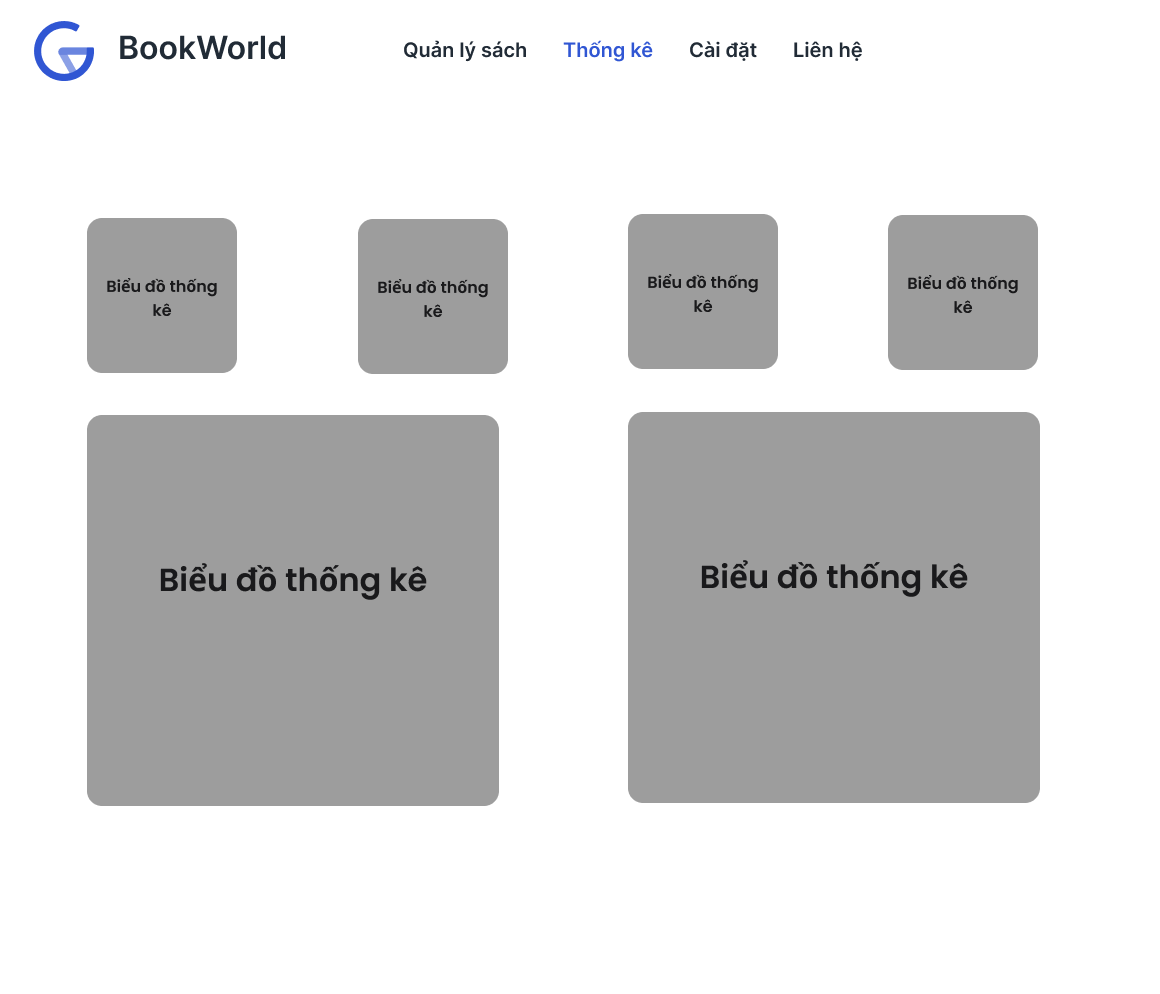 BookWorld
Quản lý sách
Thống kê
Cài đặt
Liên hệ
Biểu đồ thống
kê
Biểu đồ thống
kê
Biểu đồ thống
kê
Biểu đồ thống
kê
Biểu đồ thống kê
Biểu đồ thống kê